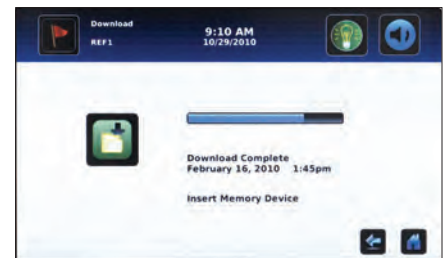 Download
REF1
9:10 AM
10/29/2010
Download Complete
February 16, 2010 1:45pm
Insert Memory Device